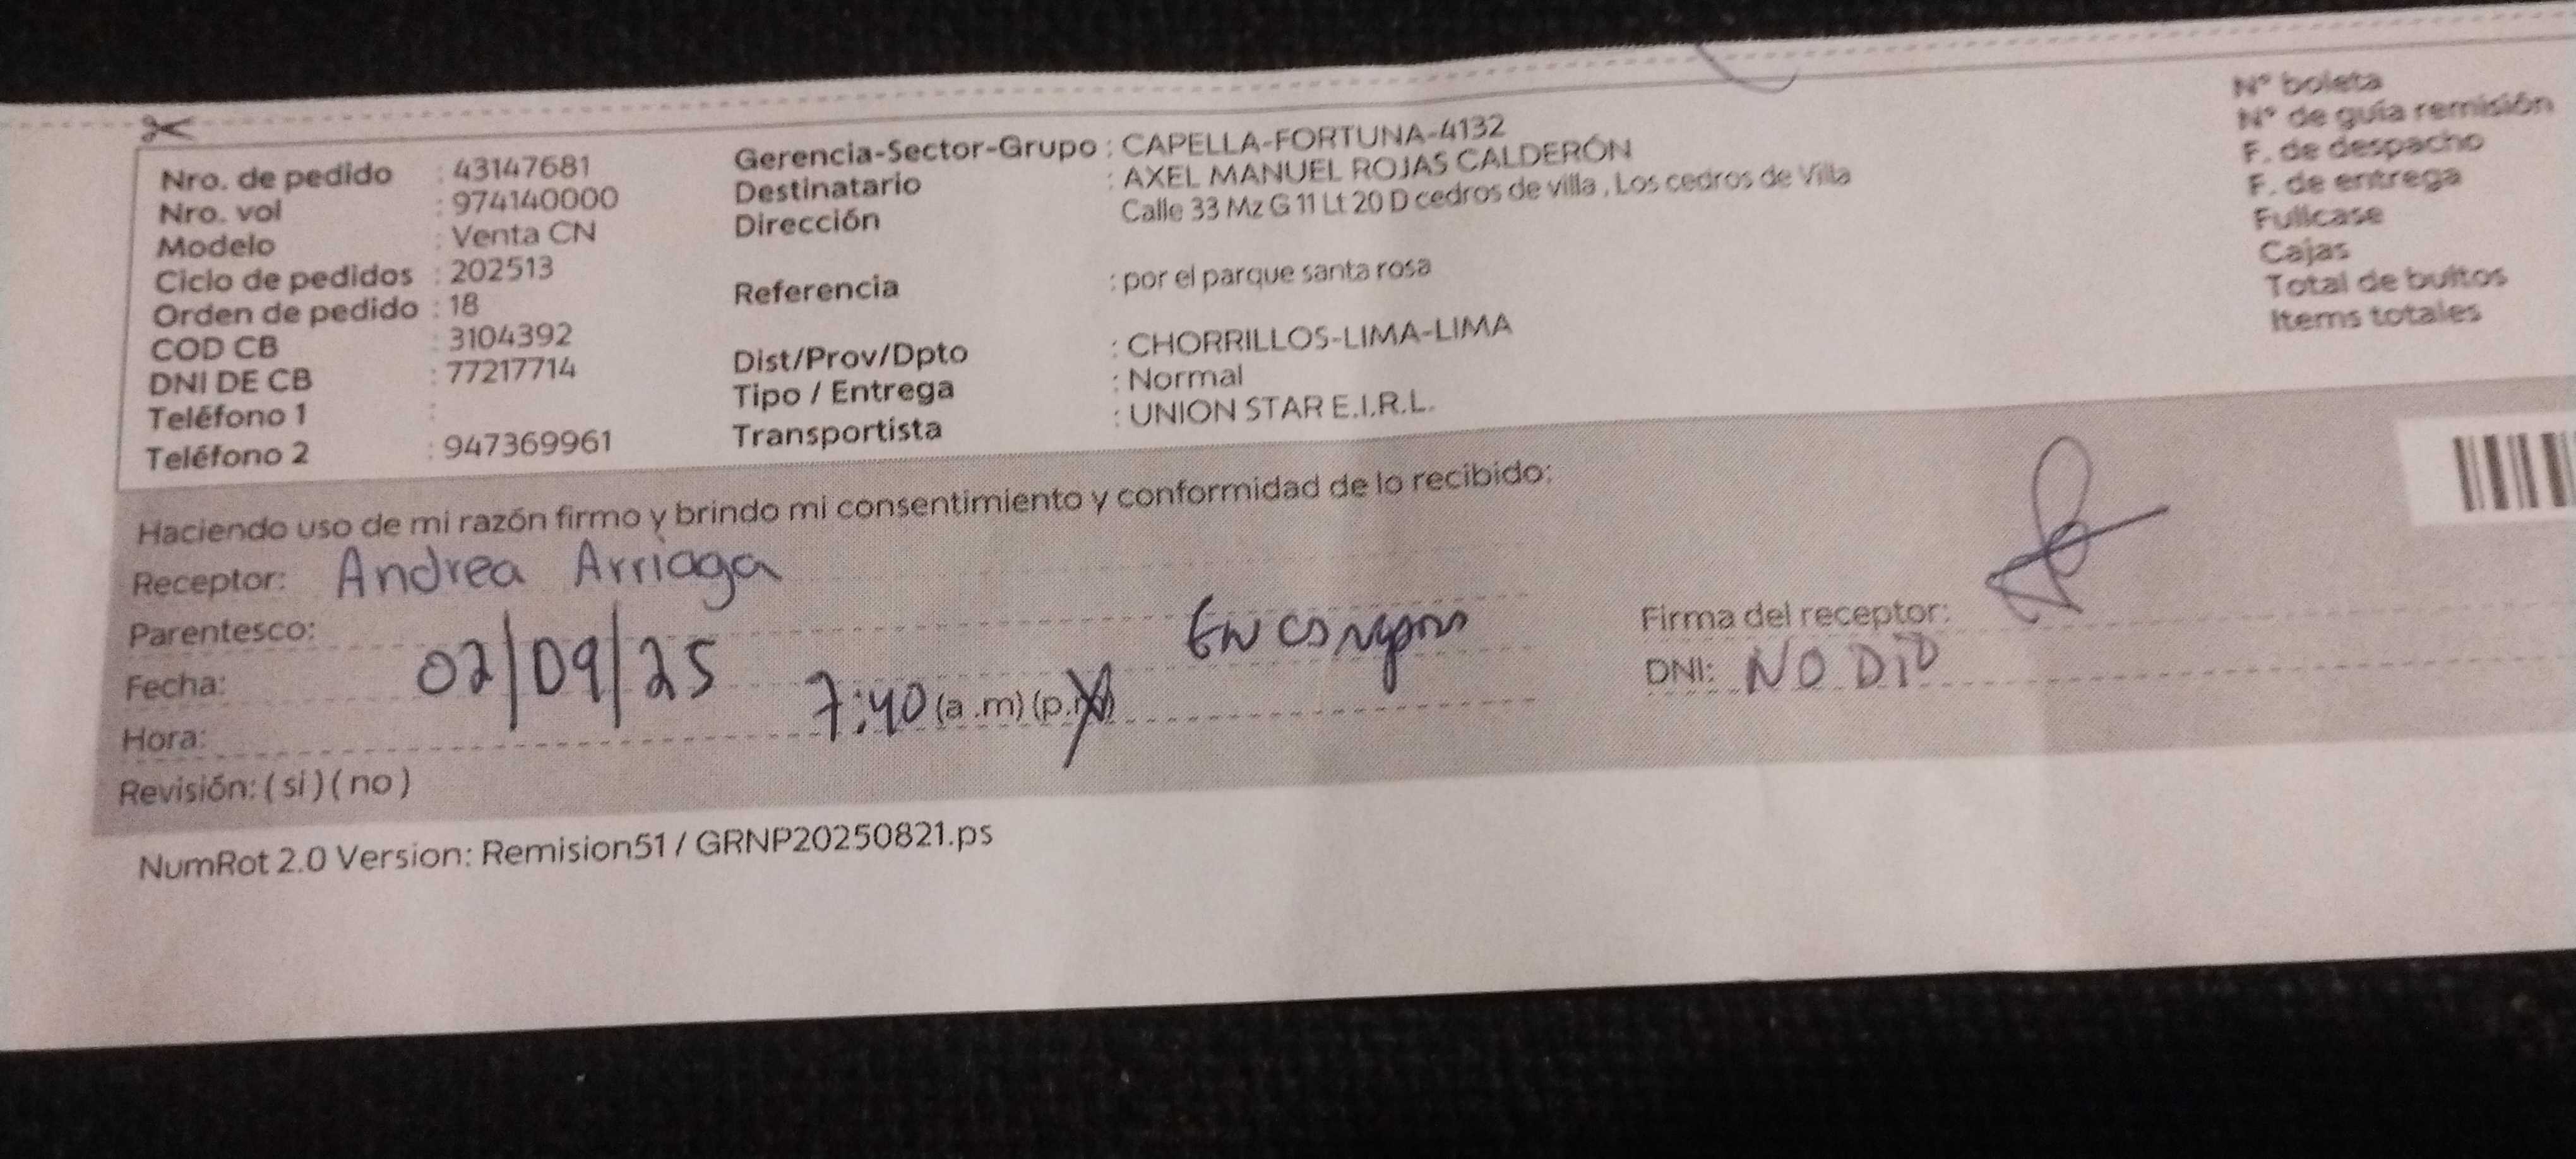 Nro. de pedido : 43147681
Nro. vol : 974140000
Modelo : Venta CN
Ciclo de pedidos : 202513
Orden de pedido : 18
COD CB : 3104392
DNI DE CB : 77217714
Teléfono 1 :
Teléfono 2 : 947369961
Gerencia-Sector-Grupo : CAPELLA-FORTUNA-4132
Destinatario : AXEL MANUEL ROJAS CALDERÓN
Dirección Calle 33 Mz G 11 Lt 20 D cedros de villa , Los cedros de Villa
Referencia : por el parque santa rosa
Dist/Prov/Dpto : CHORRILLOS-LIMA-LIMA
Tipo / Entrega : Normal
Transportista : UNION STAR E.I.R.L.
N° boleta
N° de guía remisión
F. de despacho
F. de entrega
Fullcase
Cajas
Total de bultos
Items totales
Haciendo uso de mi razón firmo y brindo mi consentimiento y conformidad de lo recibido:
Receptor: Andrea Arriaga
Parentesco:
Fecha: 02/09/25
Hora: 7:40 (a .m) (p.m)
Revisión: ( si ) ( no )
Firma del receptor:
DNI: NO DIO
NumRot 2.0 Version: Remision51 / GRNP20250821.ps